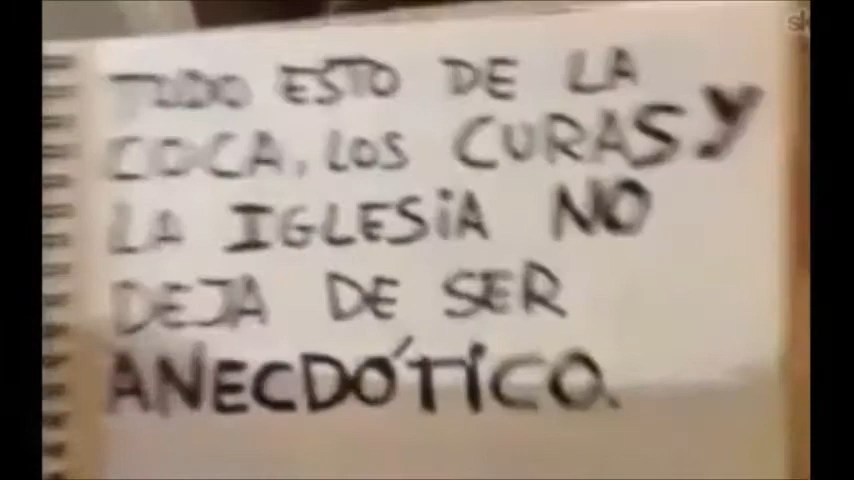 TODO ESTO DE LA
COCA, LOS CURAS Y
LA IGLESIA NO
DEJA DE SER
ANECDÓTICO.